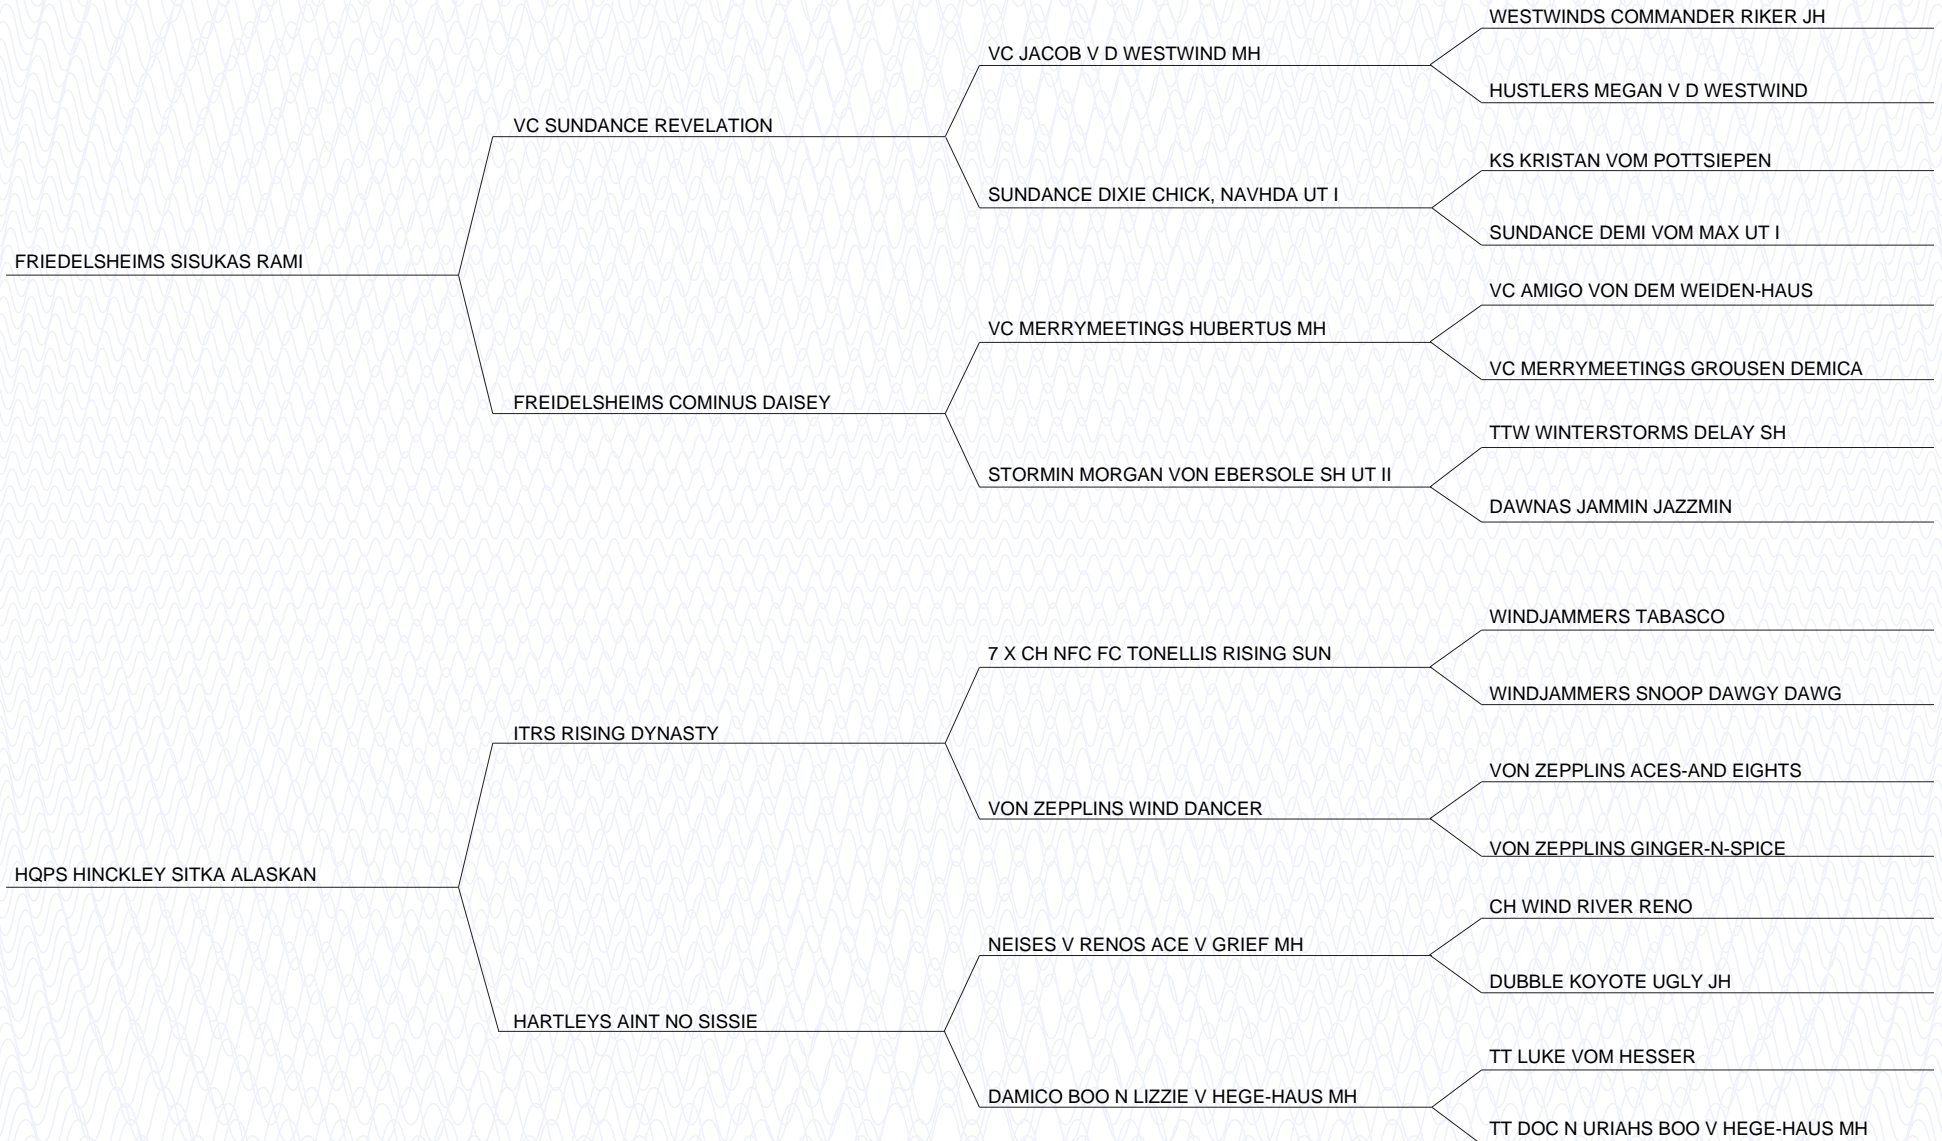 WESTWINDS COMMANDER RIKER JH
VC JACOB V D WESTWIND MH
HUSTLERS MEGAN V D WESTWIND
VC SUNDANCE REVELATION
KS KRISTAN VOM POTTSIEPEN
SUNDANCE DIXIE CHICK, NAVHDA UT I
SUNDANCE DEMI VOM MAX UT I
FRIEDELSHEIMS SISUKAS RAMI
VC AMIGO VON DEM WEIDEN-HAUS
VC MERRYMEETINGS HUBERTUS MH
VC MERRYMEETINGS GROUSEN DEMICA
FREIDELSHEIMS COMINUS DAISEY
TTW WINTERSTORMS DELAY SH
STORMIN MORGAN VON EBERSOLE SH UT II
DAWNAS JAMMIN JAZZMIN
WINDJAMMERS TABASCO
7 X CH NFC FC TONELLIS RISING SUN
WINDJAMMERS SNOOP DAWGY DAWG
ITRS RISING DYNASTY
VON ZEPPLINS ACES-AND EIGHTS
VON ZEPPLINS WIND DANCER
VON ZEPPLINS GINGER-N-SPICE
HQPS HINCKLEY SITKA ALASKAN
CH WIND RIVER RENO
NEISES V RENOS ACE V GRIEF MH
DUBBLE KOYOTE UGLY JH
HARTLEYS AINT NO SISSIE
TT LUKE VOM HESSER
DAMICO BOO N LIZZIE V HEGE-HAUS MH
TT DOC N URIAHS BOO V HEGE-HAUS MH